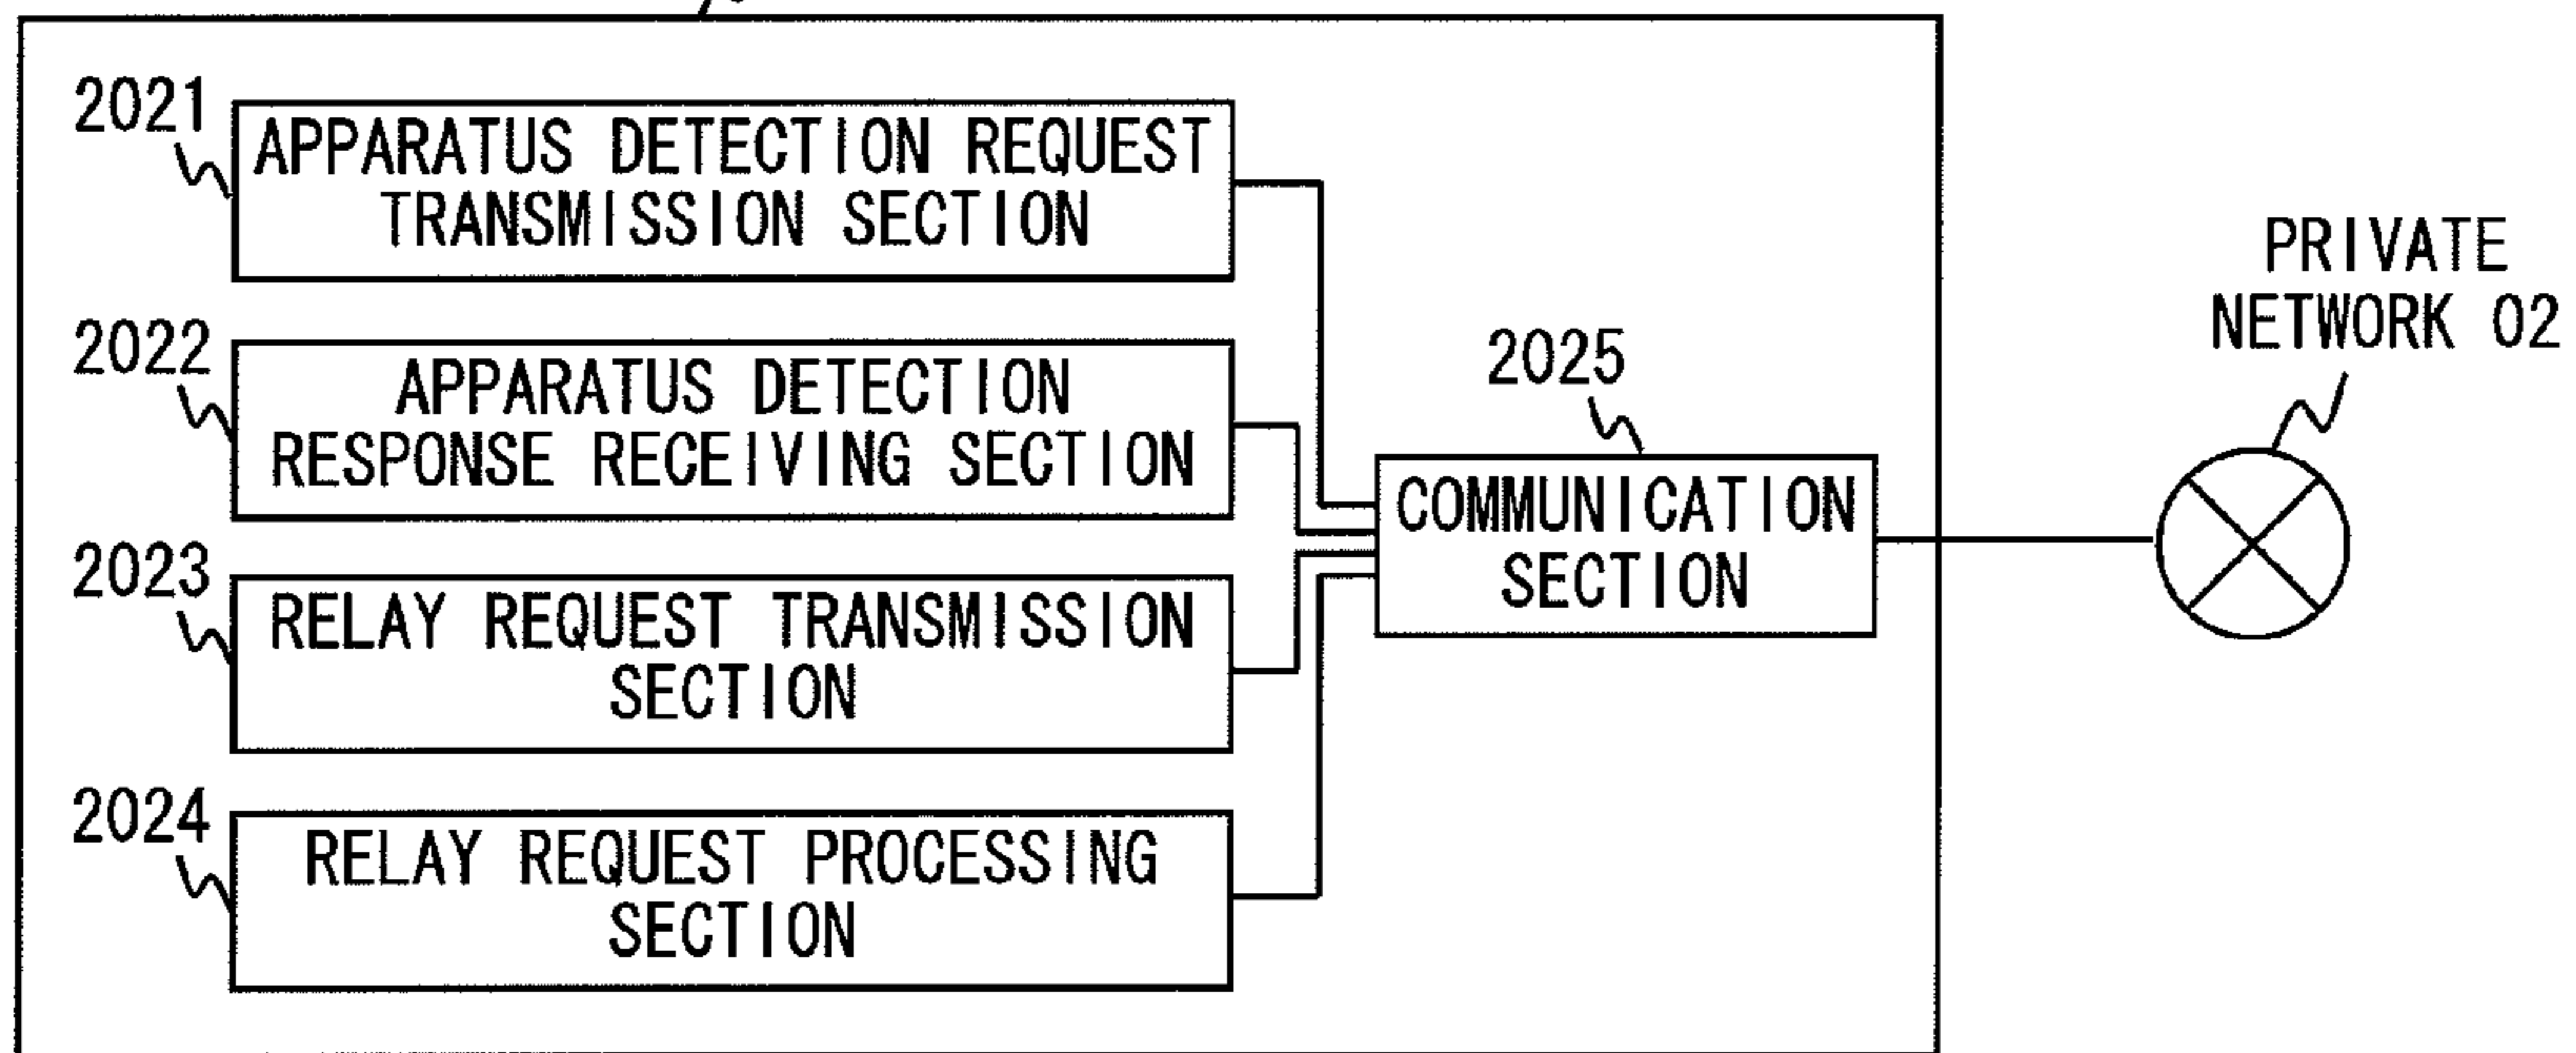 2021
APPARATUS DETECTION REQUEST
TRANSMISSION SECTION
2022
APPARATUS DETECTION
RESPONSE RECEIVING SECTION
2023
RELAY REQUEST TRANSMISSION
SECTION
2024
RELAY REQUEST PROCESSING
SECTION
2025
COMMUNICATION
SECTION
PRIVATE
NETWORK 02